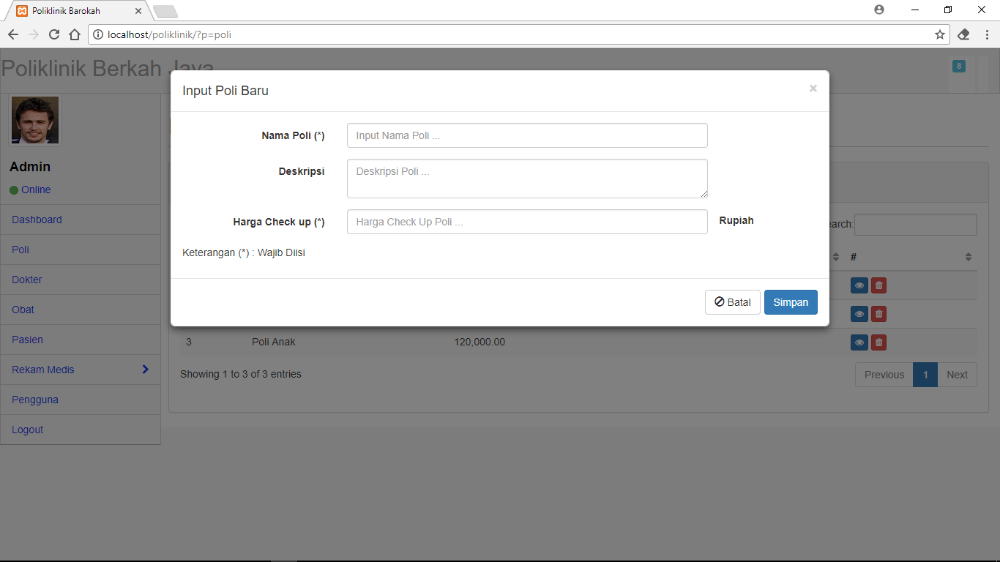 Poliklinik Barokah
localhost/poliklinik/?p=poli
Poliklinik Berkah Jaya
8
Input Poli Baru
×
Admin
Online
Dashboard
Poli
Dokter
Obat
Pasien
Rekam Medis
Pengguna
Logout
Nama Poli (*)
Input Nama Poli ...
Deskripsi
Deskripsi Poli ...
Harga Check up (*)
Harga Check Up Poli ...
Rupiah
Keterangan (*) : Wajib Diisi
Batal
Simpan
earch:
#
3 Poli Anak 120,000.00
Showing 1 to 3 of 3 entries
Previous 1 Next